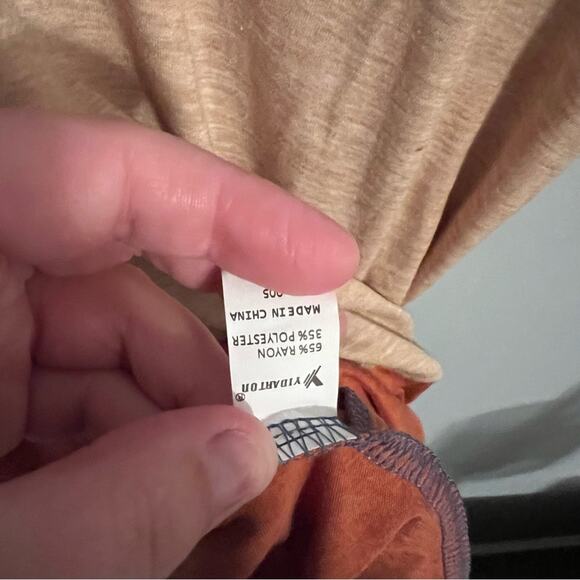 YIDARTON®
65% RAYON
35% POLYESTER
MADE IN CHINA